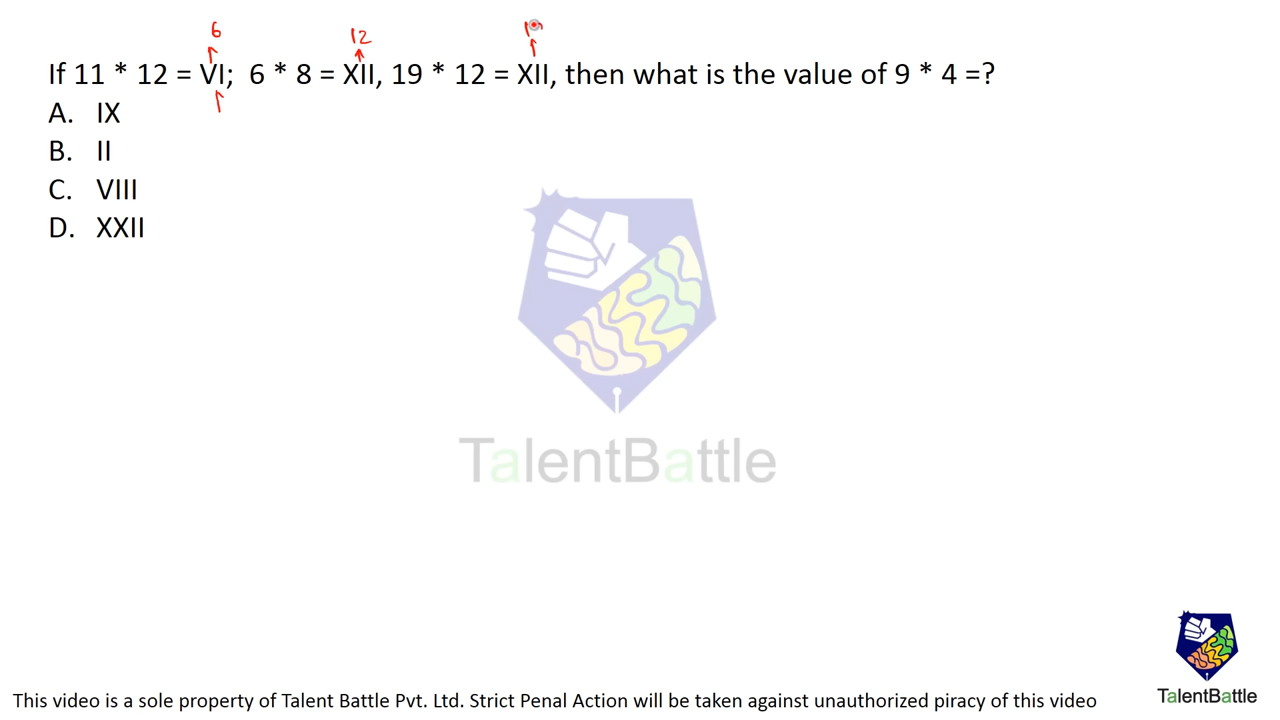 6 12
If 11 * 12 = VI; 6 * 8 = XII, 19 * 12 = XII, then what is the value of 9 * 4 =?
A. IX
B. II
C. VIII
D. XXII
TalentBattle
TalentBattle
This video is a sole property of Talent Battle Pvt. Ltd. Strict Penal Action will be taken against unauthorized piracy of this video